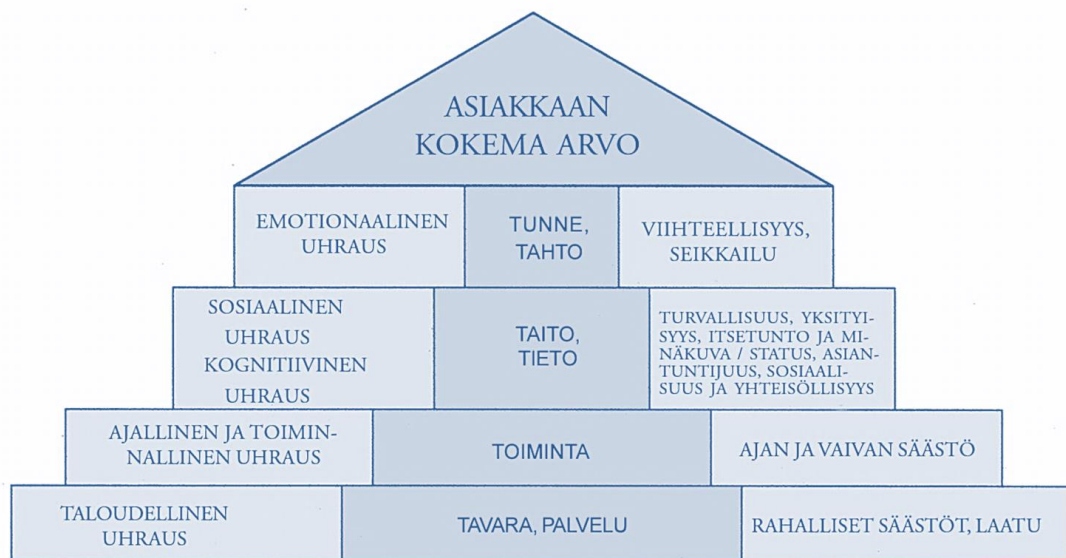 ASIAKKAAN
KOKEMA ARVO
EMOTIONAALINEN
UHRAUS
TUNNE,
TAHTO
VIIHTEELLISYYS,
SEIKKAILU
SOSIAALINEN
UHRAUS
KOGNITIIVINEN
UHRAUS
TAITO,
TIETO
TURVALLISUUS, YKSITYI-
SYYS, ITSETUNTO JA MI-
NÄKUVA / STATUS, ASIAN-
TUNTIJUUS, SOSIAALI-
SUUS JA YHTEISÖLLISYYS
AJALLINEN JA TOIMIN-
NALLINEN UHRAUS
TOIMINTA
AJAN JA VAIVAN SÄÄSTÖ
TALOUDELLINEN
UHRAUS
TAVARA, PALVELU
RAHALLISET SÄÄSTÖT, LAATU